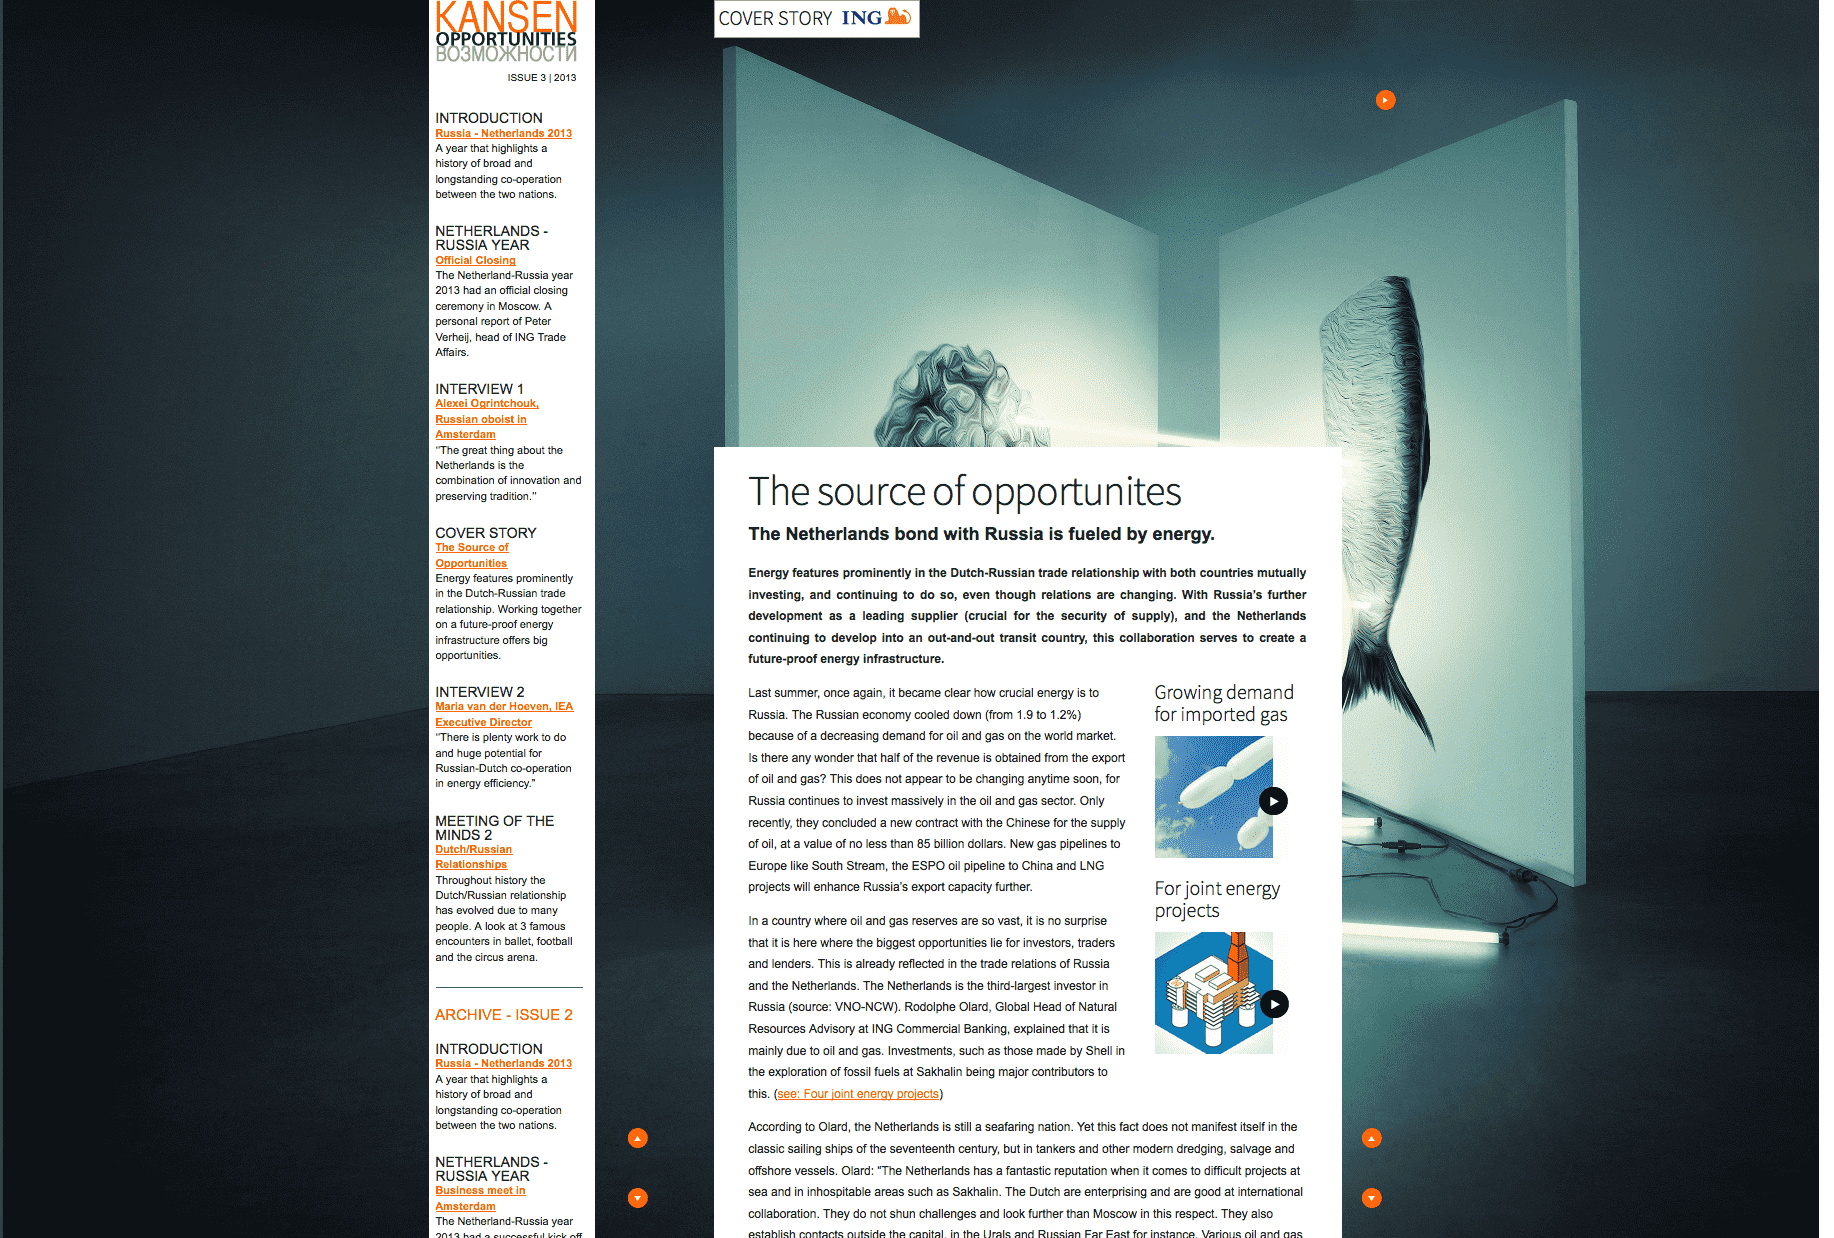 KANSEN
OPPORTUNITIES
ВОЗМОЖНОСТИ
ISSUE 3 | 2013
INTRODUCTION
Russia - Netherlands 2013
A year that highlights a
history of broad and
longstanding co-operation
between the two nations.
NETHERLANDS -
RUSSIA YEAR
Official Closing
The Netherland-Russia year
2013 had an official closing
ceremony in Moscow. A
personal report of Peter
Verheij, head of ING Trade
Affairs.
INTERVIEW 1
Alexei Ogrintchouk,
Russian oboist in
Amsterdam
"The great thing about the
Netherlands is the
combination of innovation and
preserving tradition."
COVER STORY
The Source of
Opportunities
Energy features prominently
in the Dutch-Russian trade
relationship. Working together
on a future-proof energy
infrastructure offers big
opportunities.
INTERVIEW 2
Maria van der Hoeven, IEA
Executive Director
"There is plenty work to do
and huge potential for
Russian-Dutch co-operation
in energy efficiency."
MEETING OF THE
MINDS 2
Dutch/Russian
Relationships
Throughout history the
Dutch/Russian relationship
has evolved due to many
people. A look at 3 famous
encounters in ballet, football
and the circus arena.
ARCHIVE - ISSUE 2
INTRODUCTION
Russia - Netherlands 2013
A year that highlights a
history of broad and
longstanding co-operation
between the two nations.
NETHERLANDS -
RUSSIA YEAR
Business meet in
Amsterdam
The Netherland-Russia year
2013 had a successful kick off
COVER STORY ING
The source of opportunites
The Netherlands bond with Russia is fueled by energy.
Energy features prominently in the Dutch-Russian trade relationship with both countries mutually
investing, and continuing to do so, even though relations are changing. With Russia's further
development as a leading supplier (crucial for the security of supply), and the Netherlands
continuing to develop into an out-and-out transit country, this collaboration serves to create a
future-proof energy infrastructure.
Last summer, once again, it became clear how crucial energy is to
Russia. The Russian economy cooled down (from 1.9 to 1.2%)
because of a decreasing demand for oil and gas on the world market.
Is there any wonder that half of the revenue is obtained from the export
of oil and gas? This does not appear to be changing anytime soon, for
Russia continues to invest massively in the oil and gas sector. Only
recently, they concluded a new contract with the Chinese for the supply
of oil, at a value of no less than 85 billion dollars. New gas pipelines to
Europe like South Stream, the ESPO oil pipeline to China and LNG
projects will enhance Russia's export capacity further.
In a country where oil and gas reserves are so vast, it is no surprise
that it is here where the biggest opportunities lie for investors, traders
and lenders. This is already reflected in the trade relations of Russia
and the Netherlands. The Netherlands is the third-largest investor in
Russia (source: VNO-NCW). Rodolphe Olard, Global Head of Natural
Resources Advisory at ING Commercial Banking, explained that it is
mainly due to oil and gas. Investments, such as those made by Shell in
the exploration of fossil fuels at Sakhalin being major contributors to
this. (see: Four joint energy projects)
Growing demand
for imported gas
For joint energy
projects
According to Olard, the Netherlands is still a seafaring nation. Yet this fact does not manifest itself in the
classic sailing ships of the seventeenth century, but in tankers and other modern dredging, salvage and
offshore vessels. Olard: "The Netherlands has a fantastic reputation when it comes to difficult projects at
sea and in inhospitable areas such as Sakhalin. The Dutch are enterprising and are good at international
collaboration. They do not shun challenges and look further than Moscow in this respect. They also
establish contacts outside the capital, in the Urals and Russian Far East for instance. Various oil and gas